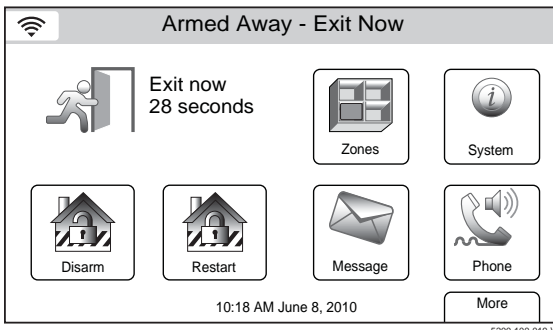 Armed Away - Exit Now
Exit now
28 seconds
Zones
System
Disarm
Restart
Message
Phone
10:18 AM June 8, 2010
More